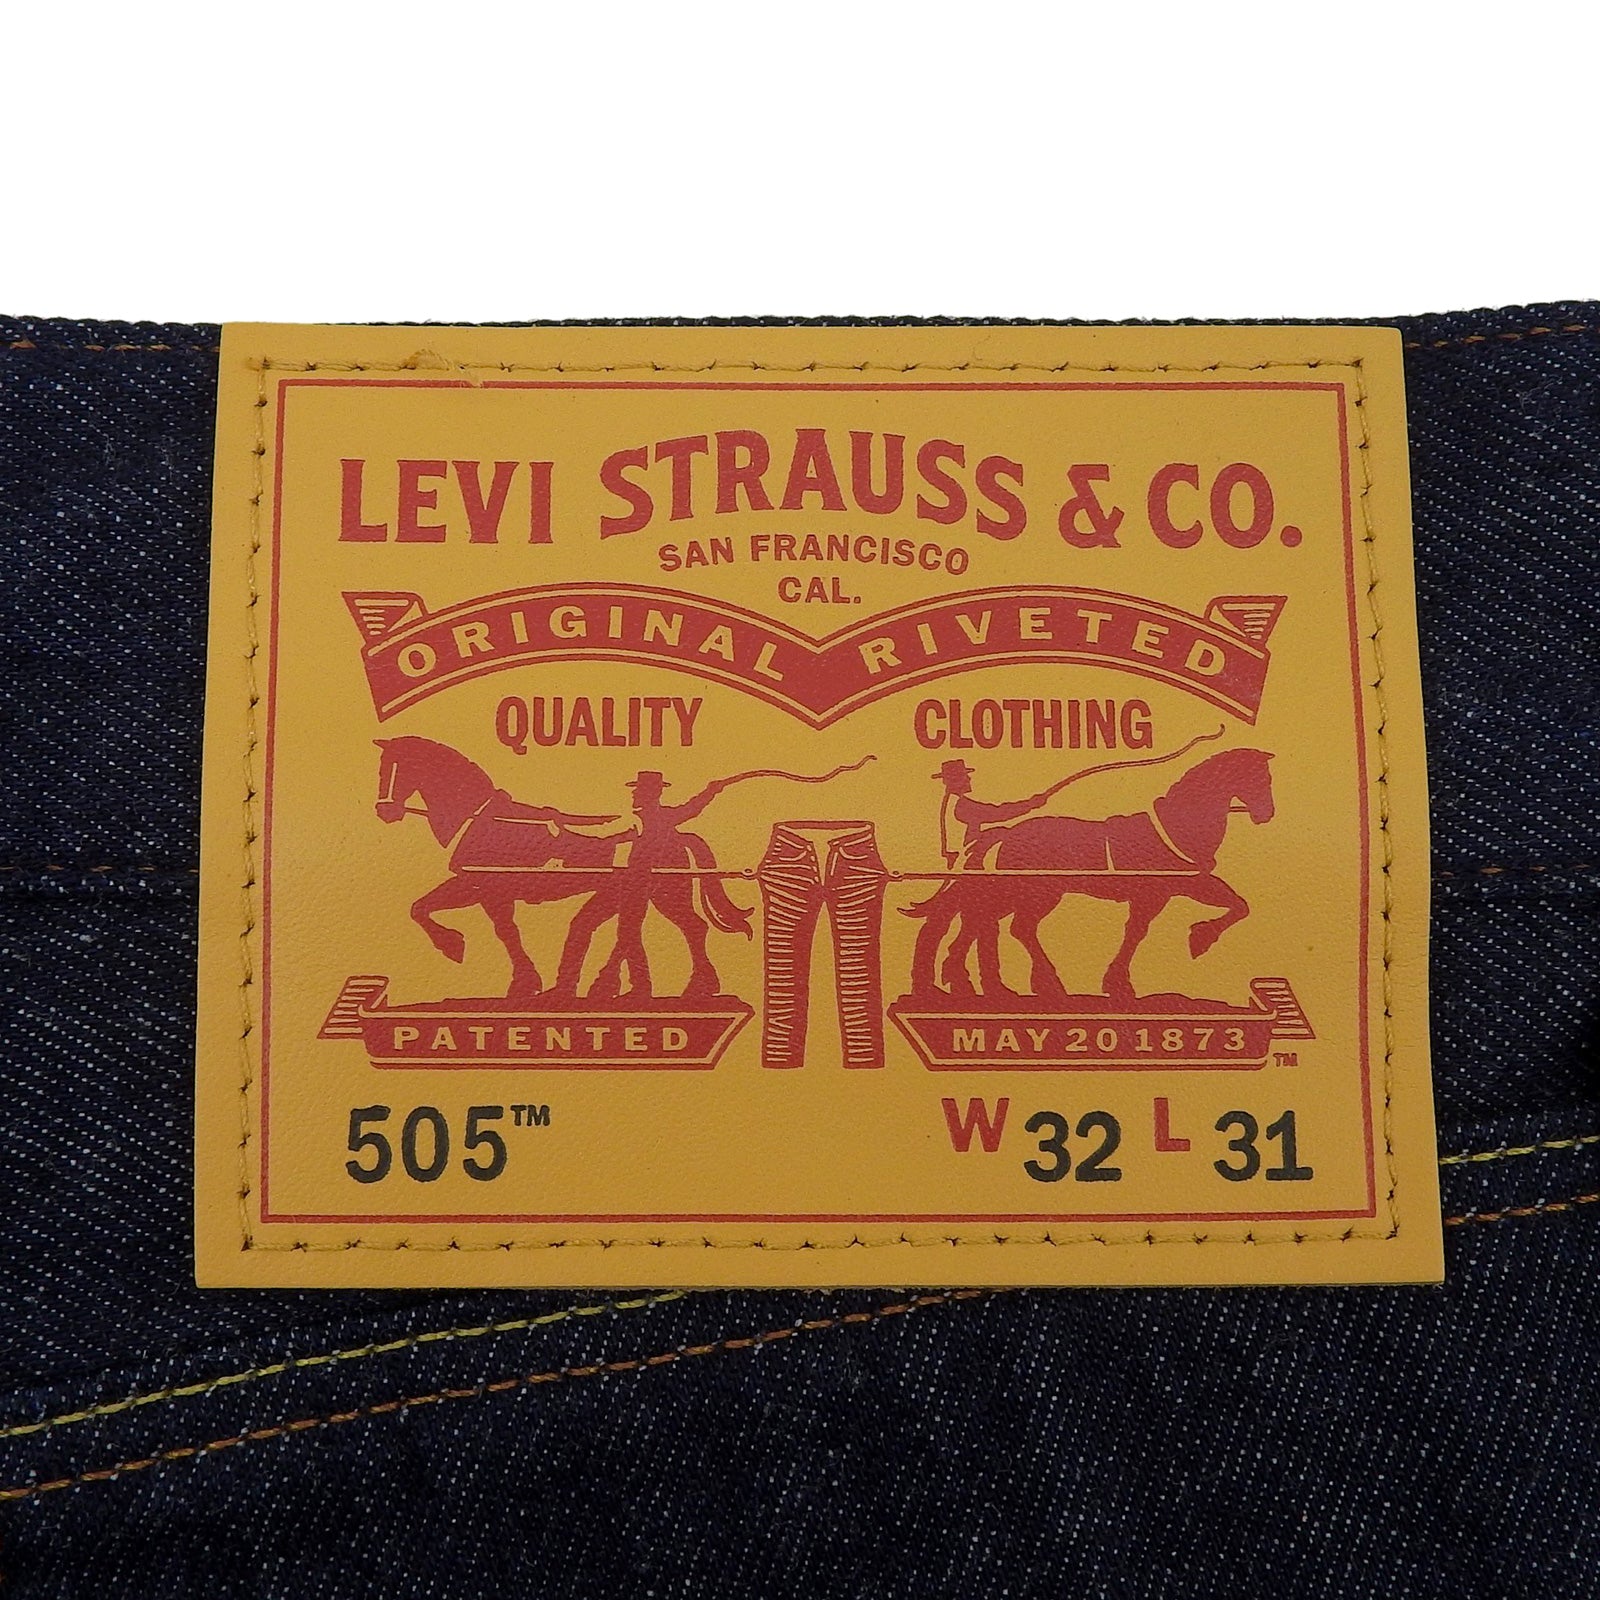 LEVI STRAUSS & CO.
SAN FRANCISCO
CAL.
ORIGINAL RIVETED
QUALITY CLOTHING
PATENTED MAY 20 1873 ™
505™ W 32 L 31